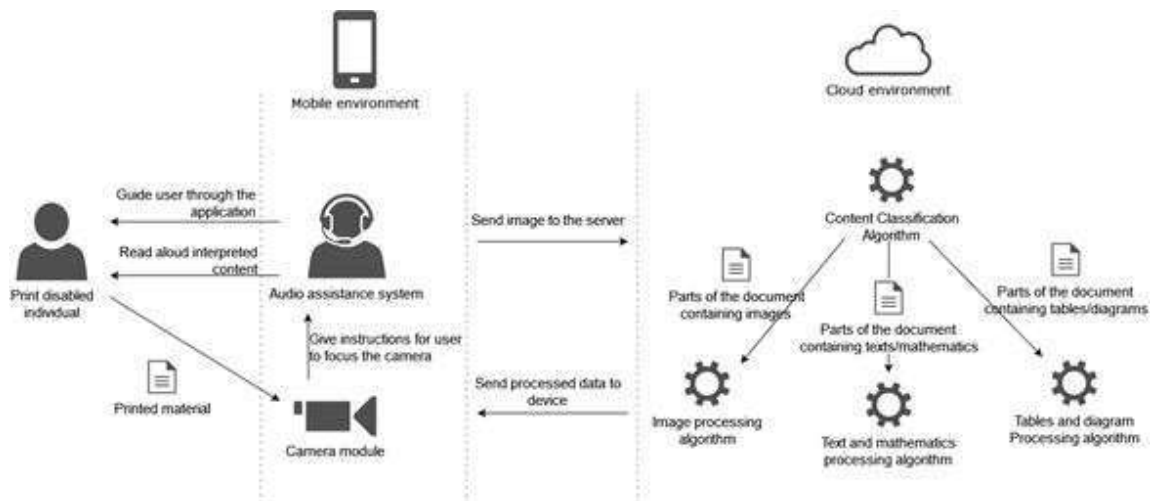 Mobile environment
Cloud environment
Guide user through the
application
Read aloud interpreted
content
Print disabled
individual
Audio assistance system
Give instructions for user
to focus the camera
Printed material
Camera module
Send image to the server
Send processed data to
device
Content Classification
Algorithm
Parts of the document
containing images
Parts of the document
containing texts/mathematics
Parts of the document
containing tables/diagrams
Image processing
algorithm
Text and mathematics
processing algorithm
Tables and diagram
Processing algorithm